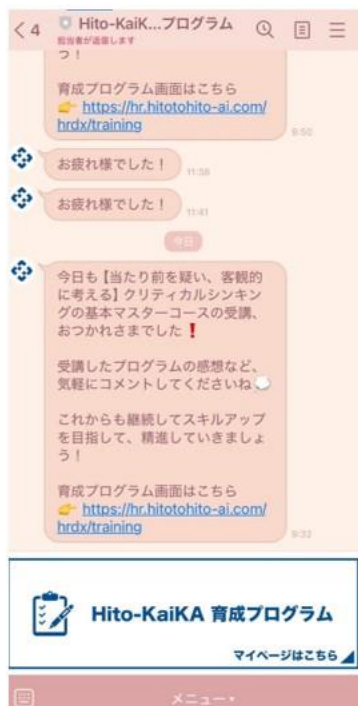 4
Hito-KaiK...プログラム
担当者が返信します
う！
育成プログラム画面はこちら
👉 https://hr.hitotohito-ai.com/
hrdx/training
9:50
お疲れ様でした！
11:58
お疲れ様でした！
11:41
今日
今日も【当たり前を疑い、客観的
に考える】クリティカルシンキン
グの基本マスターコースの受講、
おつかれさまでした❗
受講したプログラムの感想など、
気軽にコメントしてくださいね💭
これからも継続してスキルアップ
を目指して、精進していきましょ
う！
育成プログラム画面はこちら
👉 https://hr.hitotohito-ai.com/
hrdx/training
9:32
Hito-KaiKA 育成プログラム
マイページはこちら
メニュー▾